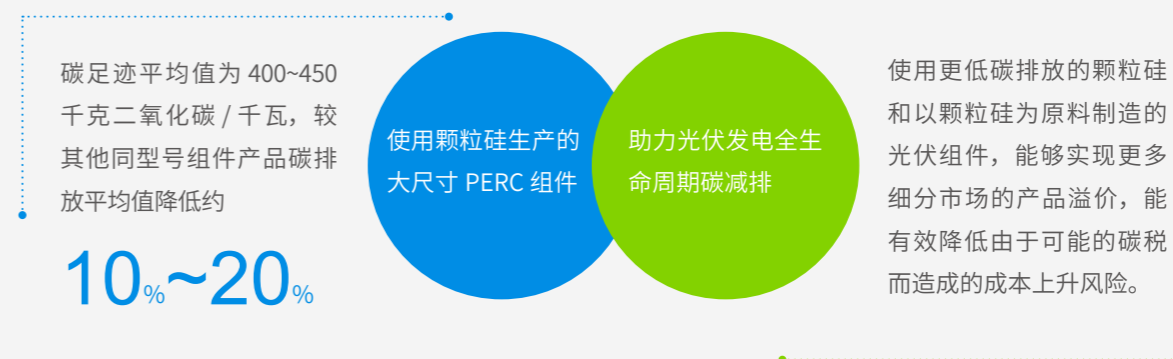 碳足迹平均值为 400~450
千克二氧化碳 / 千瓦，较
其他同型号组件产品碳排
放平均值降低约
10%~20%
使用颗粒硅生产的
大尺寸 PERC 组件
助力光伏发电全生
命周期碳减排
使用更低碳排放的颗粒硅
和以颗粒硅为原料制造的
光伏组件，能够实现更多
细分市场的产品溢价，能
有效降低由于可能的碳税
而造成的成本上升风险。